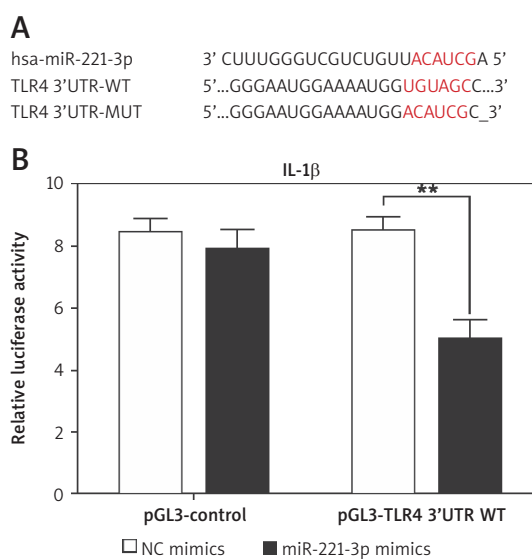 A
hsa-miR-221-3p 3’ CUUUGGGUCGUCUGUUACAUCGA 5’
TLR4 3’UTR-WT 5’...GGGAAUGGAAAAUGGUGUAGCC...3’
TLR4 3’UTR-MUT 5’...GGGAAUGGAAAAUGGACAUCGC_3’
B
IL-1β
**
10
8
6
4
2
0
Relative luciferase activity
pGL3-control pGL3-TLR4 3’UTR WT
NC mimics miR-221-3p mimics